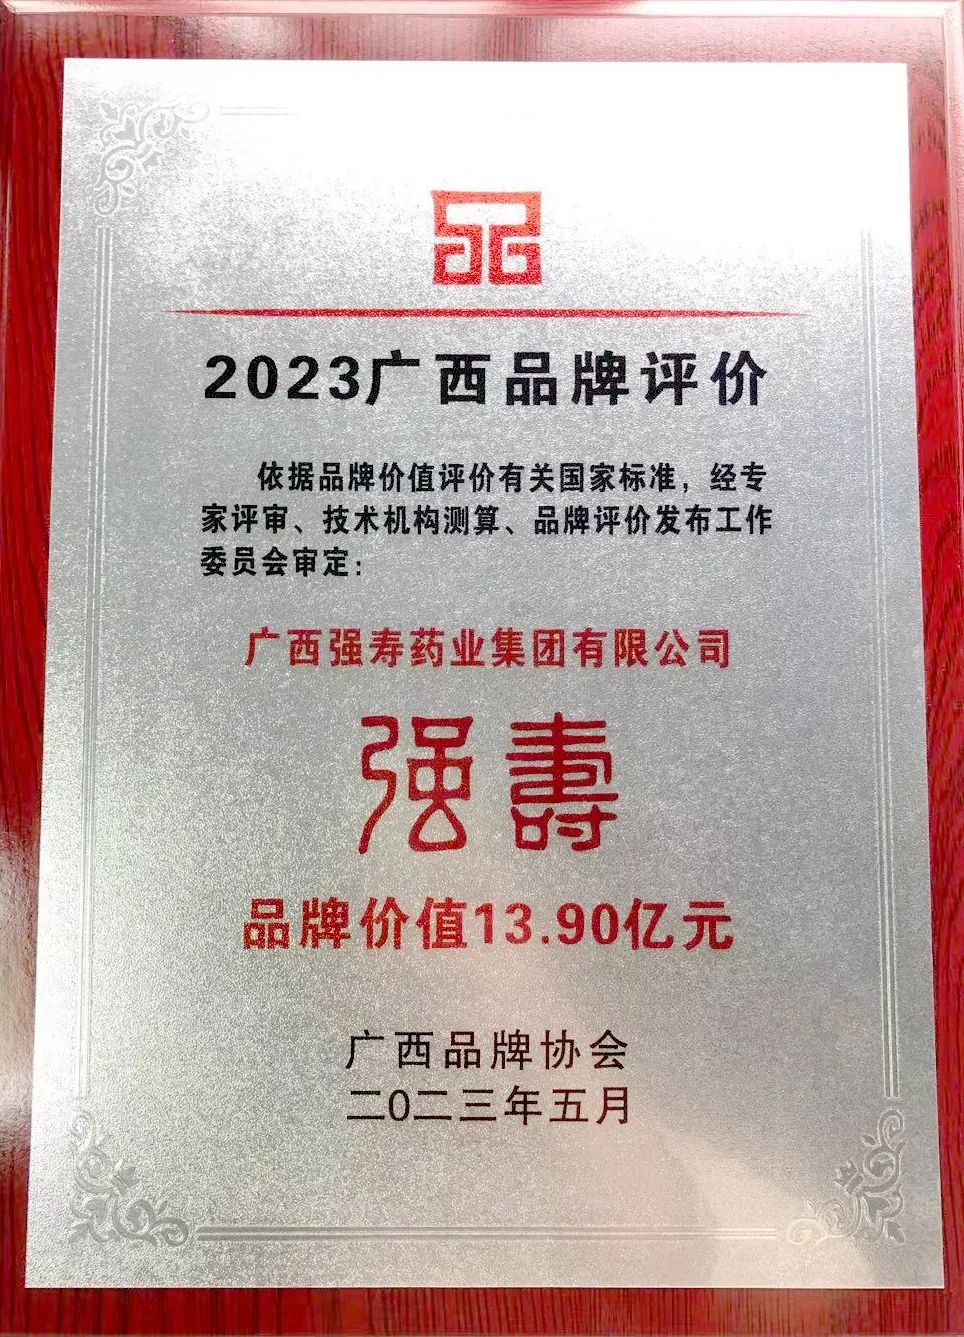 2023广西品牌评价
依据品牌价值评价有关国家标准，经专
家评审、技术机构测算、品牌评价发布工作
委员会审定：
广西强寿药业集团有限公司
强壽
品牌价值13.90亿元
广西品牌协会
二0二三年五月